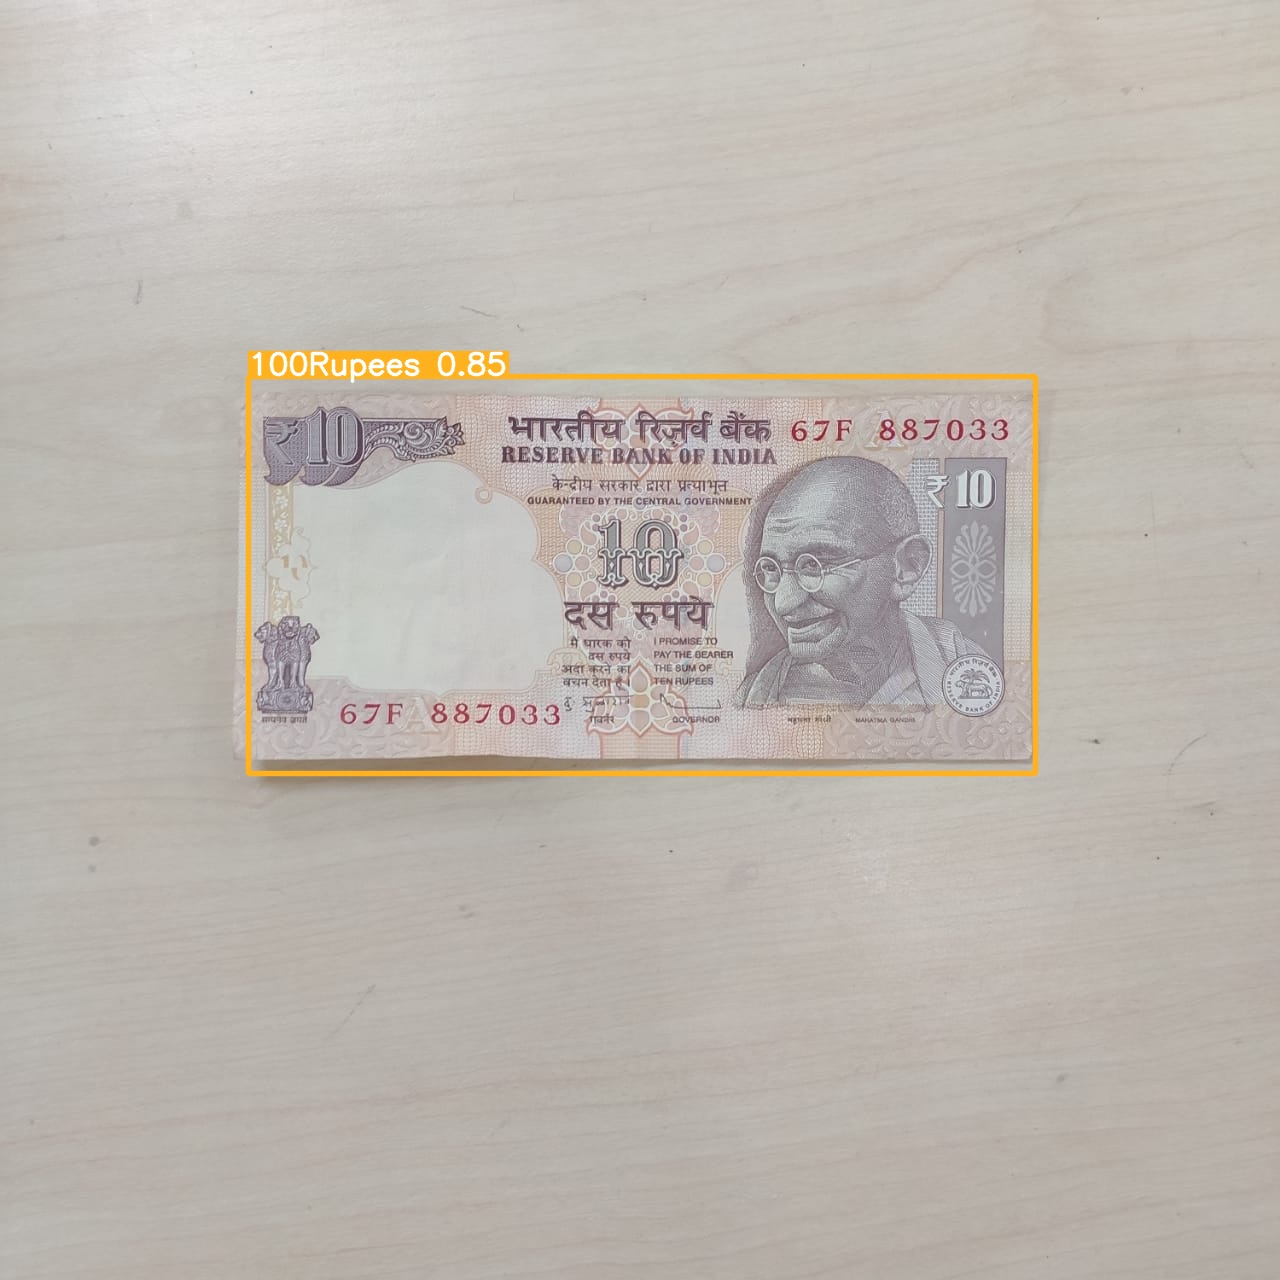 100Rupees 0.85
₹10
भारतीय रिज़र्व बैंक 67F 887033
RESERVE BANK OF INDIA
केन्द्रीय सरकार द्वारा प्रत्याभूत
GUARANTEED BY THE CENTRAL GOVERNMENT
₹10
10
दस रुपये
मैं धारक को
दस रुपये
अदा करने का
वचन देता हूँ।
I PROMISE TO
PAY THE BEARER
THE SUM OF
TEN RUPEES
67F 887033
गवर्नर GOVERNOR
महात्मा गांधी MAHATMA GANDHI
भारतीय रिज़र्व बैंक
RESERVE BANK OF INDIA
सत्यमेव जयते